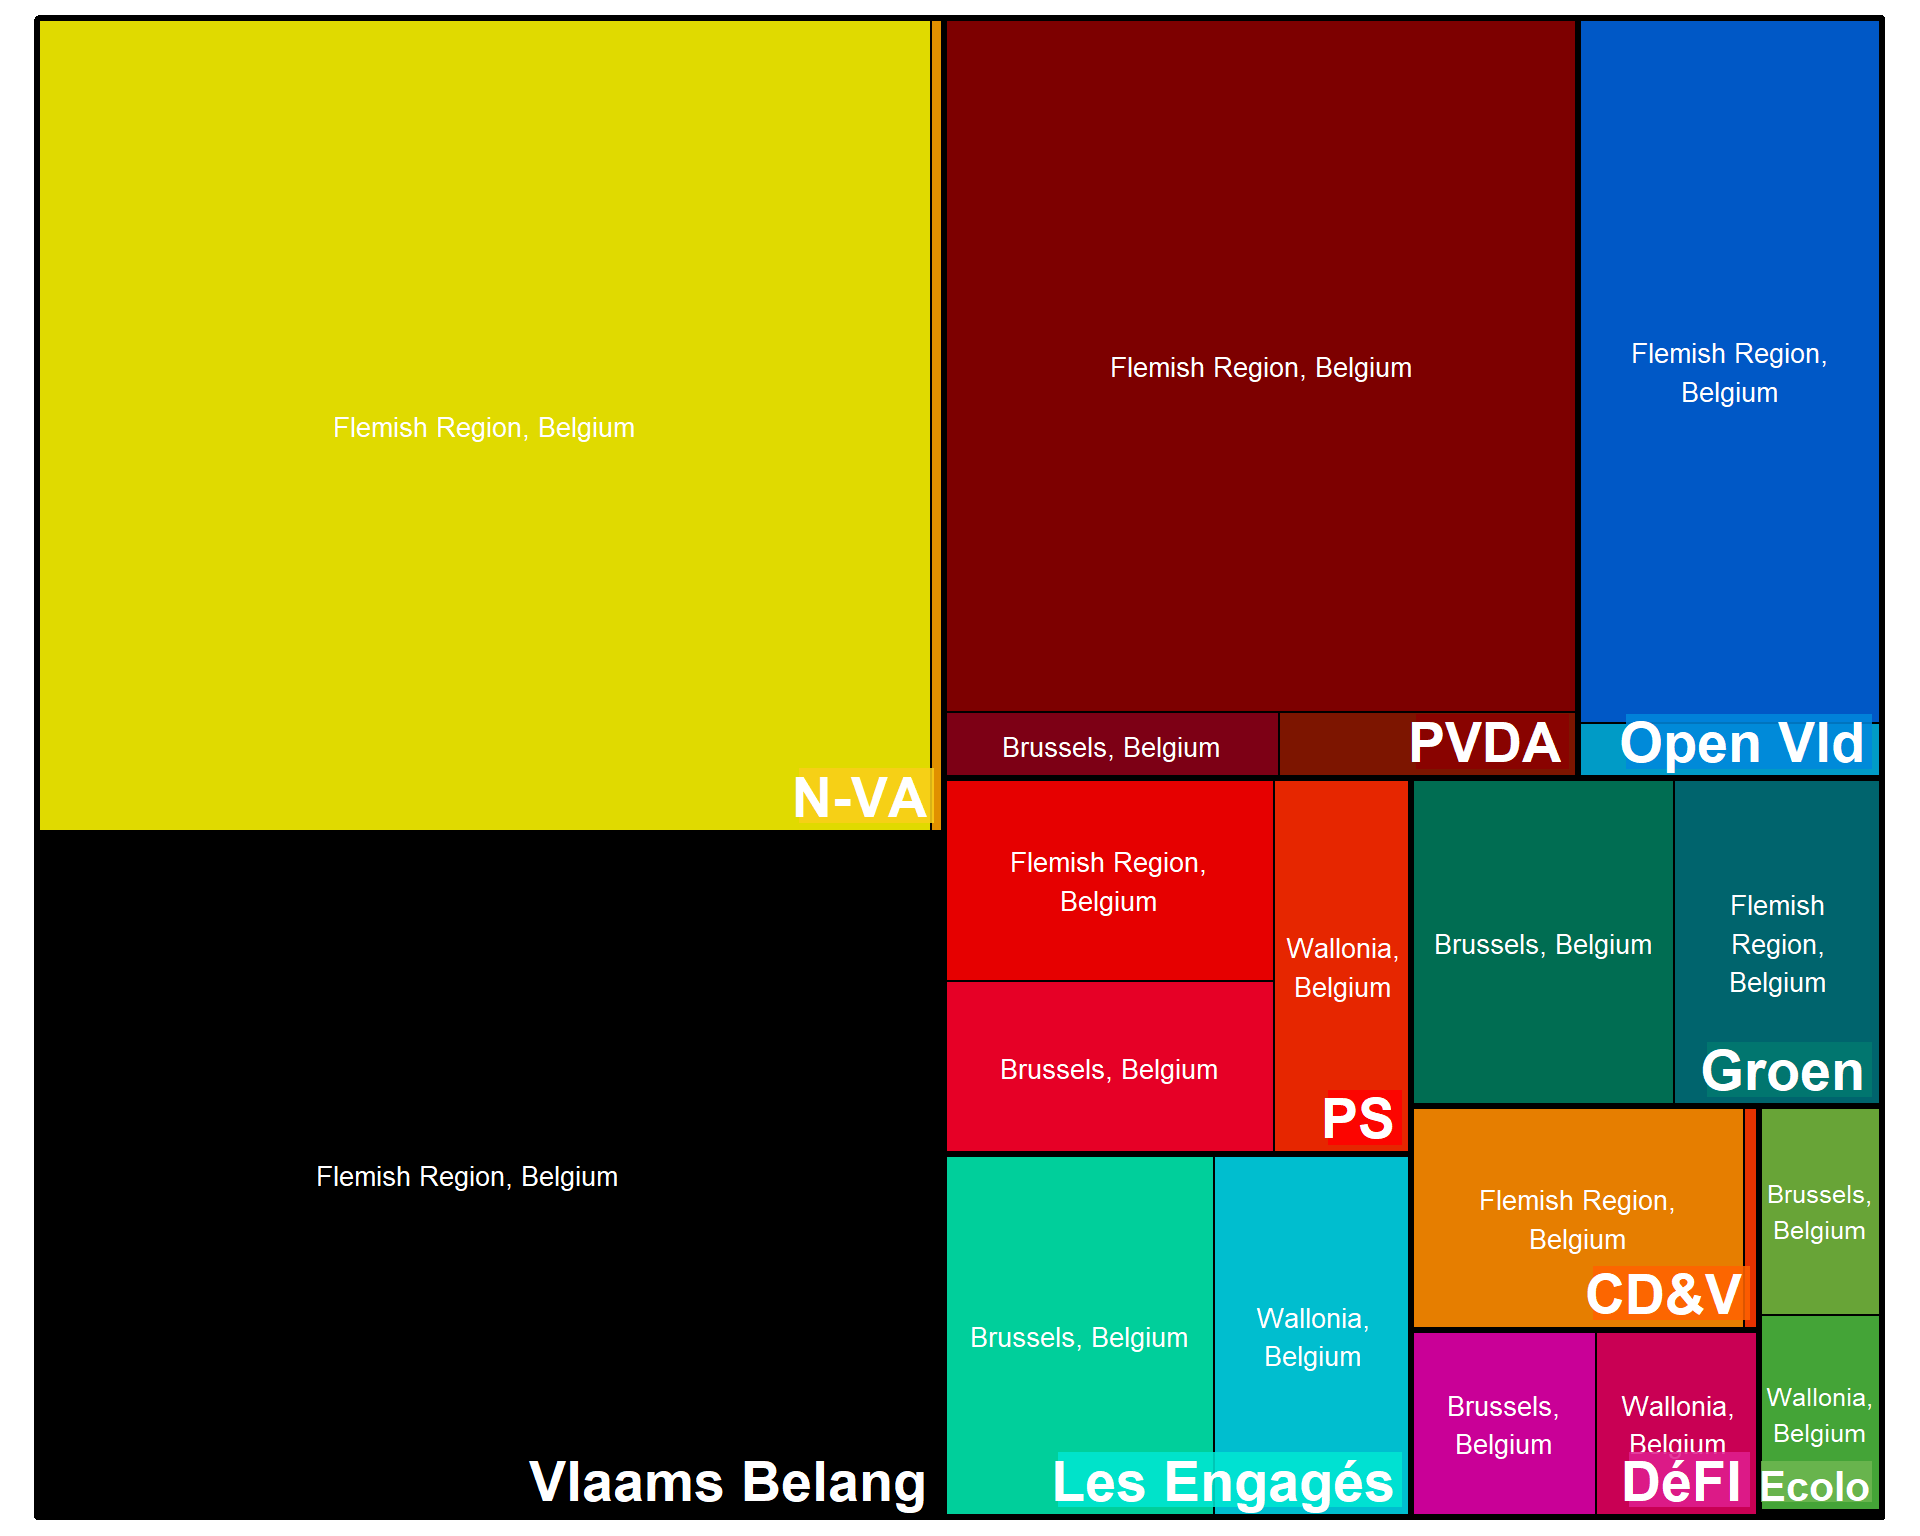 Flemish Region, Belgium
N-VA
Flemish Region, Belgium
Vlaams Belang
Flemish Region, Belgium
Brussels, Belgium
PVDA
Flemish Region,
Belgium
Open Vld
Flemish Region,
Belgium
Brussels, Belgium
Wallonia,
Belgium
PS
Brussels, Belgium
Flemish
Region,
Belgium
Groen
Brussels, Belgium
Wallonia,
Belgium
Les Engagés
Flemish Region,
Belgium
CD&V
Brussels,
Belgium
Wallonia,
Belgium
DéFI
Brussels,
Belgium
Wallonia,
Belgium
Ecolo